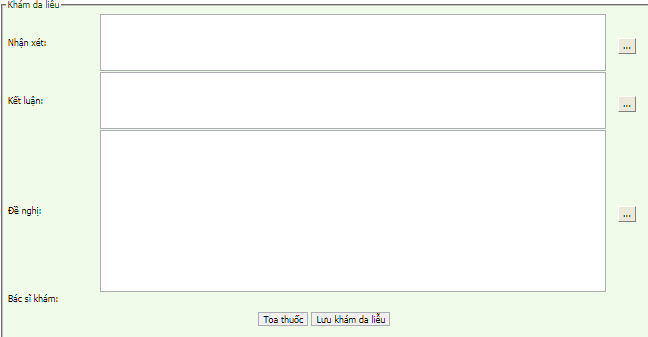 Khám da liễu
Nhận xét:
...
Kết luận:
...
Đề nghị:
...
Bác sĩ khám:
Toa thuốc Lưu khám da liễu